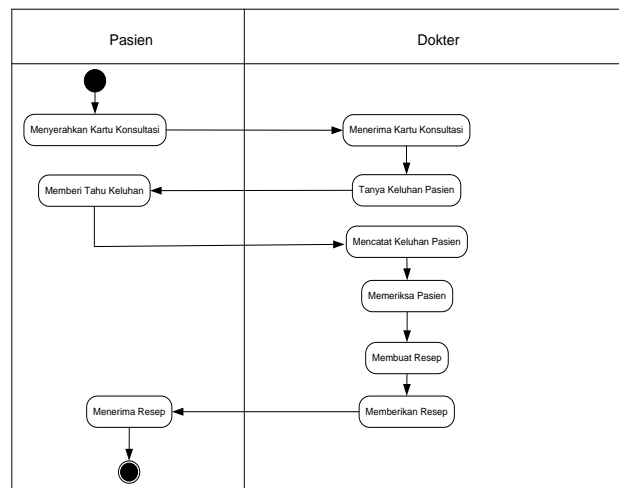 Pasien
Dokter
Menyerahkan Kartu Konsultasi
Menerima Kartu Konsultasi
Memberi Tahu Keluhan
Tanya Keluhan Pasien
Mencatat Keluhan Pasien
Memeriksa Pasien
Membuat Resep
Menerima Resep
Memberikan Resep